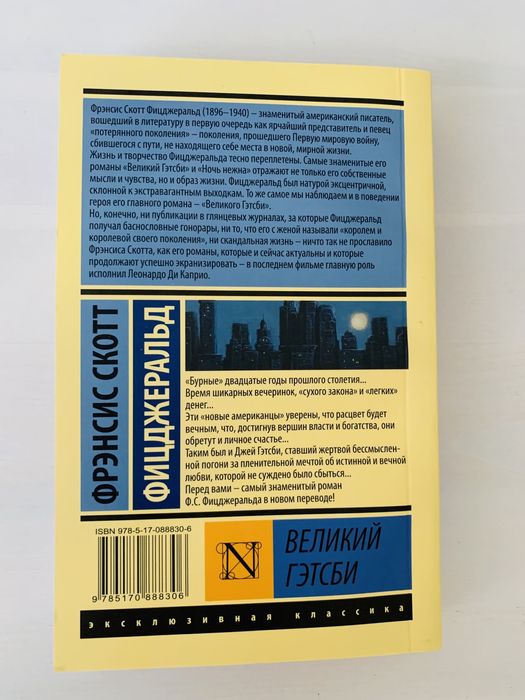 Фрэнсис Скотт Фицджеральд (1896–1940) – знаменитый американский писатель,
вошедший в литературу в первую очередь как ярчайший представитель и певец
«потерянного поколения» – поколения, прошедшего Первую мировую войну,
сбившегося с пути, не находящего себе места в новой, мирной жизни.
Жизнь и творчество Фицджеральда тесно переплетены. Самые знаменитые его
романы «Великий Гэтсби» и «Ночь нежна» отражают не только его собственные
мысли и чувства, но и образ жизни. Фицджеральд был натурой эксцентричной,
склонной к экстравагантным выходкам. То же самое мы наблюдаем и в поведении
героя его главного романа – «Великого Гэтсби».
Но, конечно, ни публикации в глянцевых журналах, за которые Фицджеральд
получал баснословные гонорары, ни то, что его с женой называли «королем и
королевой своего поколения», ни скандальная жизнь – ничто так не прославило
Фрэнсиса Скотта, как его романы, которые и сейчас актуальны и которые
продолжают успешно экранизировать – в последнем фильме главную роль
исполнил Леонардо Ди Каприо.
ФРЭНСИС СКОТТ
ФИЦДЖЕРАЛЬД
«Бурные» двадцатые годы прошлого столетия...
Время шикарных вечеринок, «сухого закона» и «легких»
денег...
Эти «новые американцы» уверены, что расцвет будет
вечным, что, достигнув вершин власти и богатства, они
обретут и личное счастье...
Таким был и Джей Гэтсби, ставший жертвой бессмыслен-
ной погони за пленительной мечтой об истинной и вечной
любви, которой не суждено было сбыться...
Перед вами – самый знаменитый роман
Ф.С. Фицджеральда в новом переводе!
ISBN 978-5-17-088830-6
9 785170 888306
N
ВЕЛИКИЙ
ГЭТСБИ
эксклюзивная классика